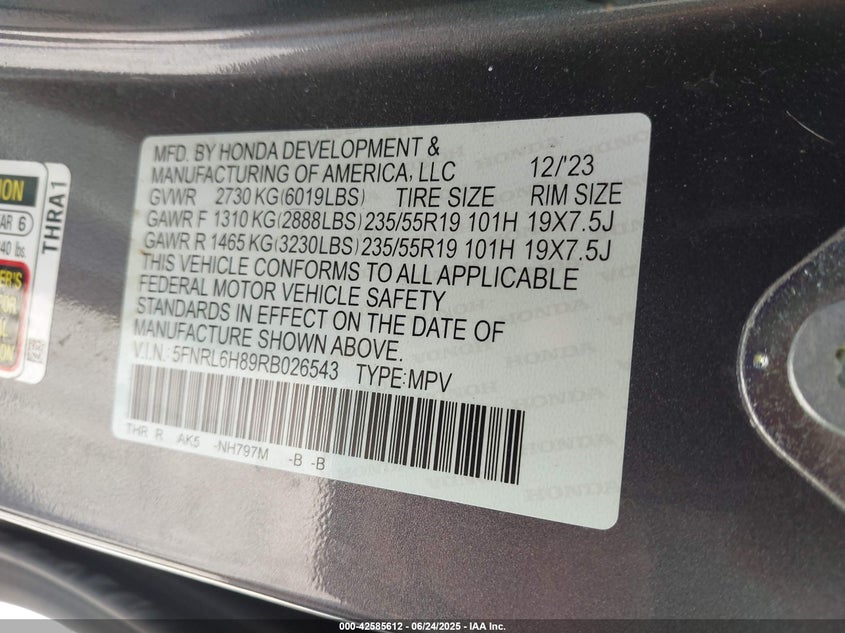 MFD. BY HONDA DEVELOPMENT &
MANUFACTURING OF AMERICA, LLC 12/'23
GVWR 2730 KG(6019LBS) TIRE SIZE RIM SIZE
GAWR F 1310 KG(2888LBS) 235/55R19 101H 19X7.5J
GAWR R 1465 KG(3230LBS) 235/55R19 101H 19X7.5J
THIS VEHICLE CONFORMS TO ALL APPLICABLE
FEDERAL MOTOR VEHICLE SAFETY
STANDARDS IN EFFECT ON THE DATE OF
MANUFACTURE SHOWN ABOVE.
V.I.N.:5FNRL6H89RB026543 TYPE:MPV
THR R AK5 -NH797M -B -B
THRA1
HONDA
000-42585612 - 06/24/2025 - IAA Inc.